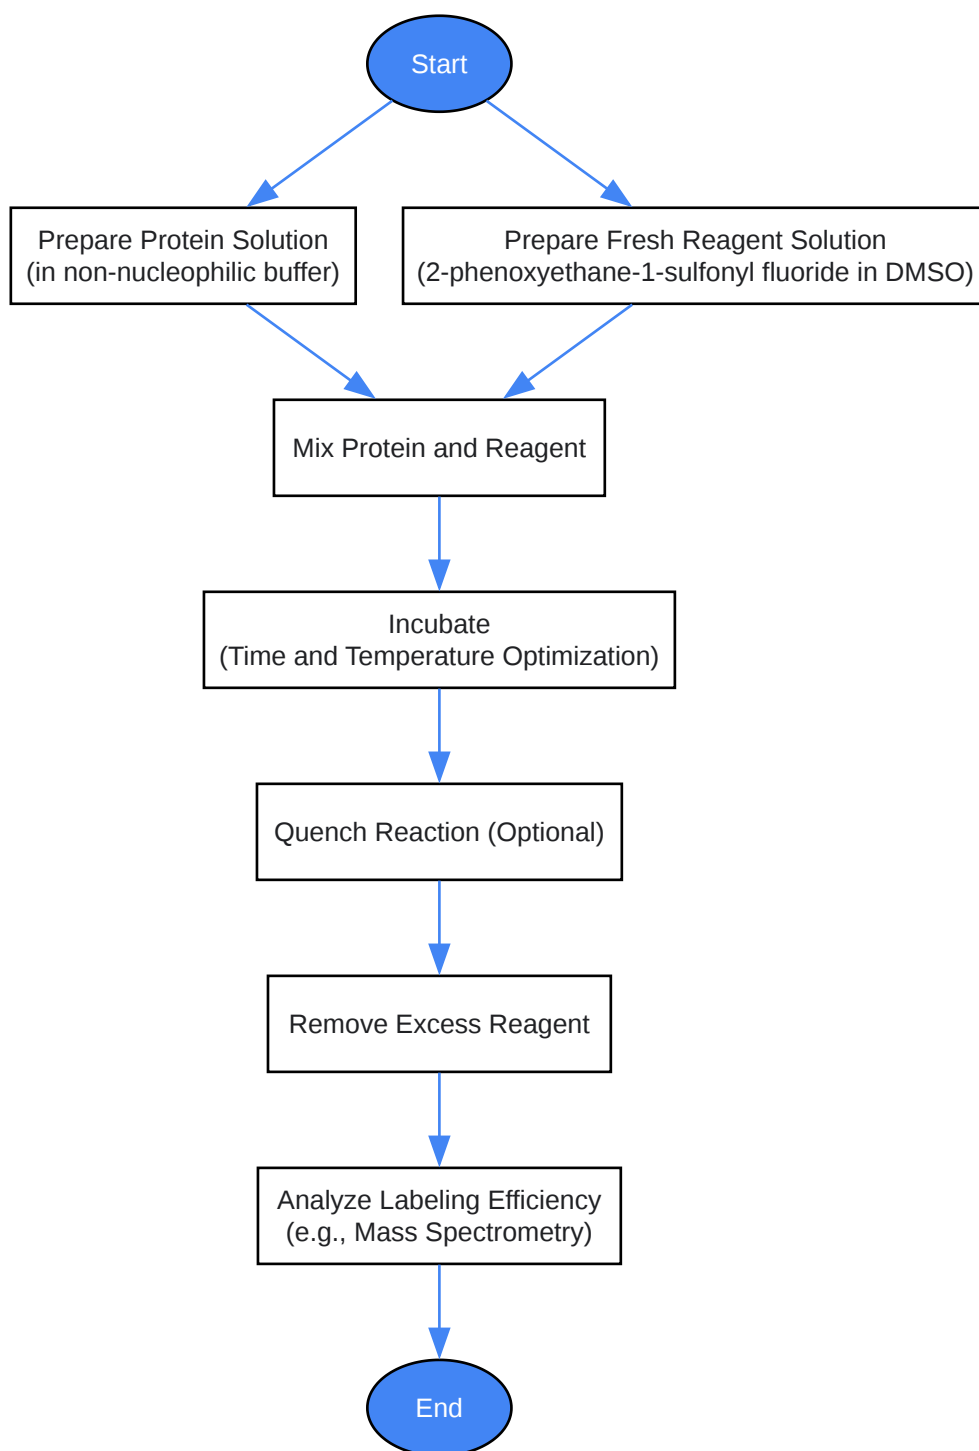 Start
Prepare Protein Solution
(in non-nucleophilic buffer)
Prepare Fresh Reagent Solution
(2-phenoxyethane-1-sulfonyl fluoride in DMSO)
Mix Protein and Reagent
Incubate
(Time and Temperature Optimization)
Quench Reaction (Optional)
Remove Excess Reagent
Analyze Labeling Efficiency
(e.g., Mass Spectrometry)
End